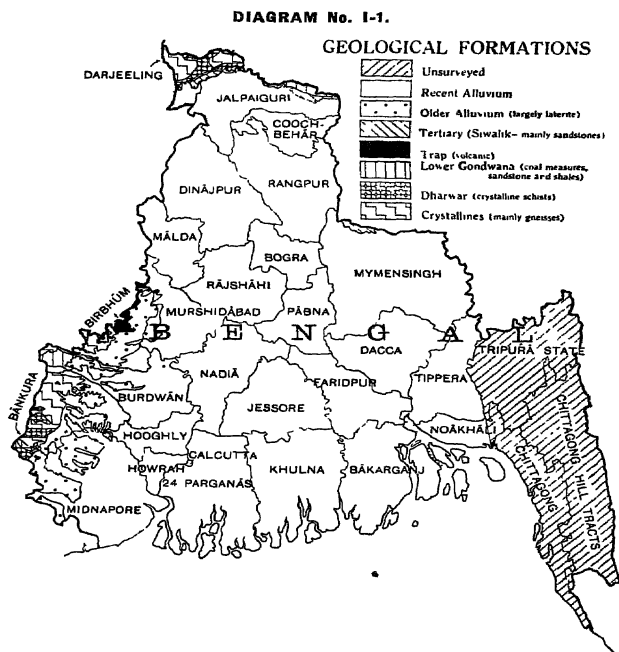 DIAGRAM No. I-1.
GEOLOGICAL FORMATIONS
Unsurveyed
Recent Alluvium
Older Alluvium (largely laterite)
Tertiary (Siwalik- mainly sandstones)
Trap (volcanic)
Lower Gondwana (coal measures,
sandstone and shales)
Dharwar (crystalline schists)
Crystallines (mainly gneisses)
DARJEELING
JALPAIGURI
COOCH-
BEHĀR
DINĀJPUR
RANGPUR
MĀLDA
BOGRA
MYMENSINGH
RĀJSHĀHI
BIRBHŪM
MURSHIDĀBAD
PĀBNA
BENGAL
TRIPURĀ STATE
DACCA
NADIĀ
FARIDPUR
TIPPERA
BĀNKURA
BURDWĀN
JESSORE
NOĀKHĀLI
HOOGHLY
CALCUTTA
HOWRAH
24 PARGANĀS
KHULNA
BĀKARGANJ
MIDNAPORE
CHITTAGONG
CHITTAGONG HILL TRACTS